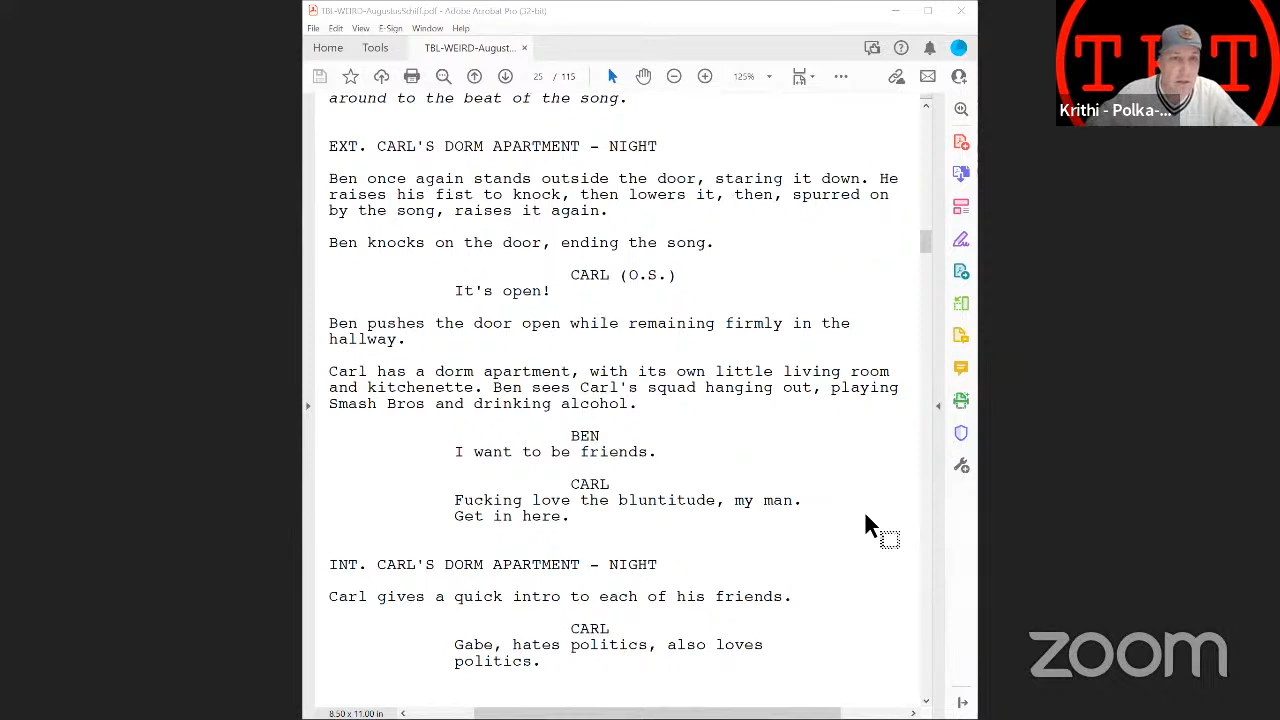 TBL-WEIRD-AugustusSchiff.pdf - Adobe Acrobat Pro (32-bit)
File Edit View E-Sign Window Help
Home Tools TBL-WEIRD-August... ×
25 / 115 125%
around to the beat of the song.
EXT. CARL'S DORM APARTMENT - NIGHT
Ben once again stands outside the door, staring it down. He
raises his fist to knock, then lowers it, then, spurred on
by the song, raises it again.
Ben knocks on the door, ending the song.
CARL (O.S.)
It's open!
Ben pushes the door open while remaining firmly in the
hallway.
Carl has a dorm apartment, with its own little living room
and kitchenette. Ben sees Carl's squad hanging out, playing
Smash Bros and drinking alcohol.
BEN
I want to be friends.
CARL
Fucking love the bluntitude, my man.
Get in here.
INT. CARL'S DORM APARTMENT - NIGHT
Carl gives a quick intro to each of his friends.
CARL
Gabe, hates politics, also loves
politics.
8.50 x 11.00 in
T L T
Krithi - Polka-...
zoom